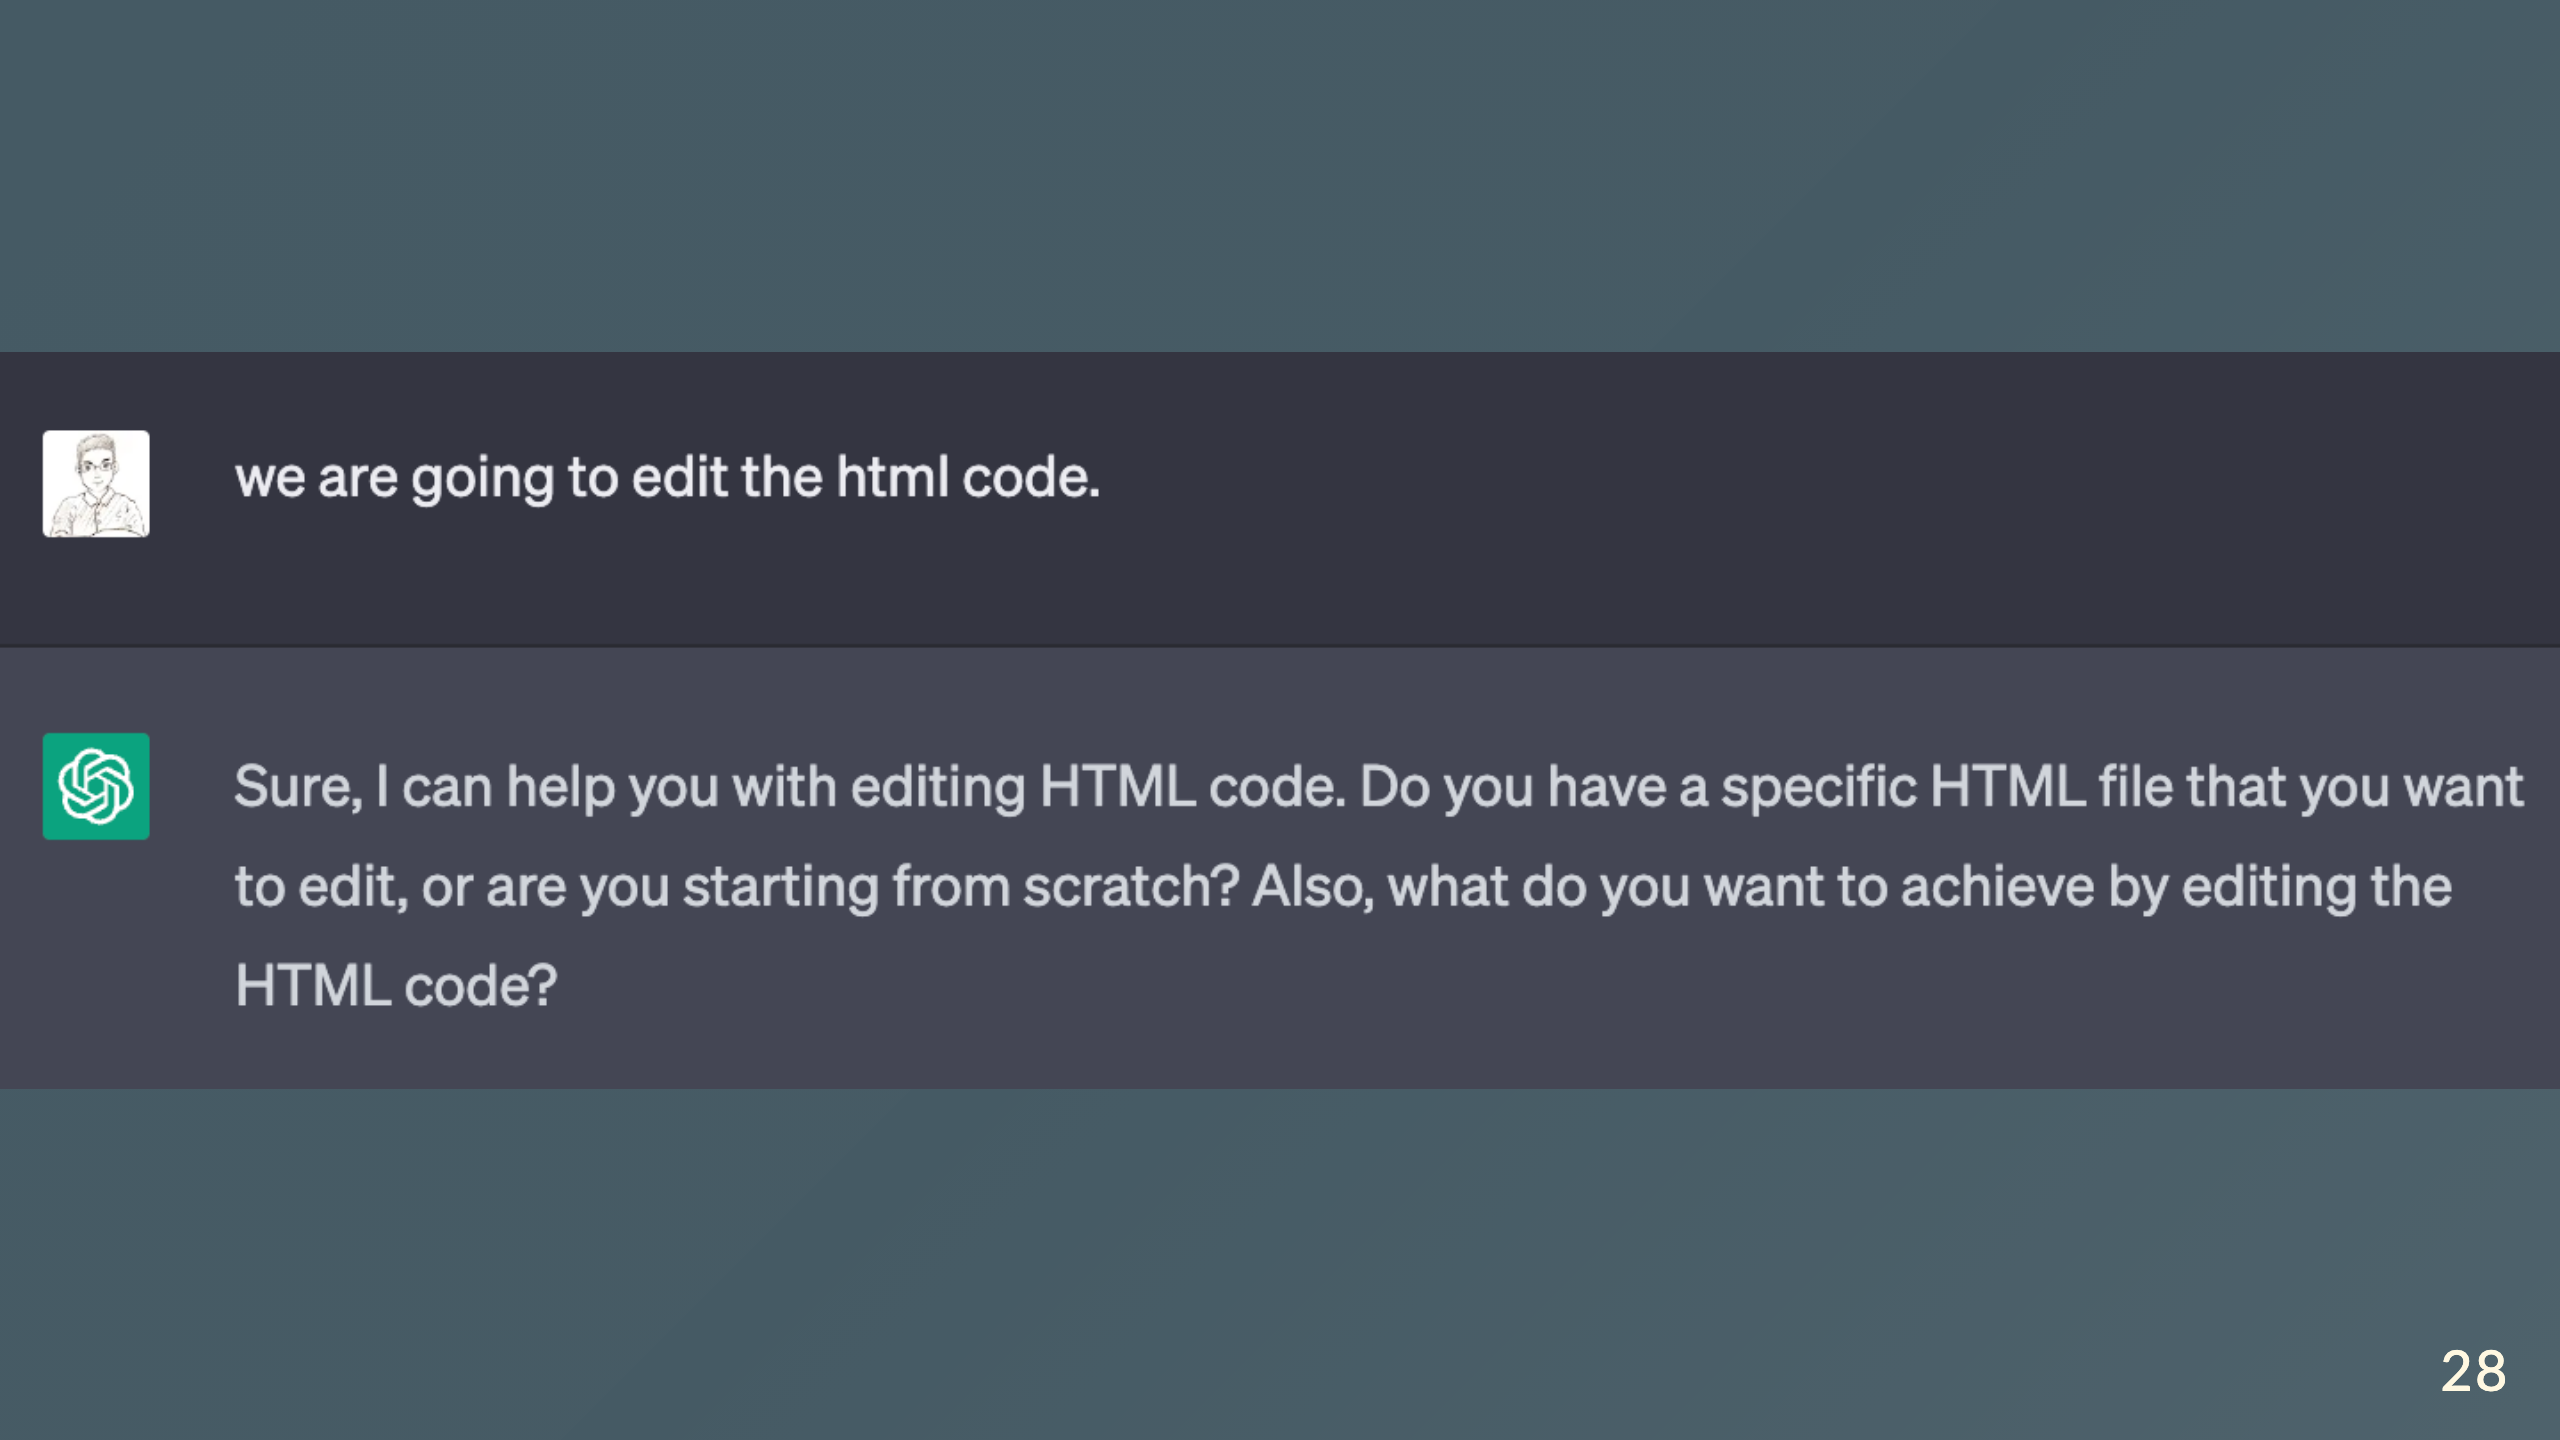 we are going to edit the html code.
Sure, I can help you with editing HTML code. Do you have a specific HTML file that you want
to edit, or are you starting from scratch? Also, what do you want to achieve by editing the
HTML code?
28